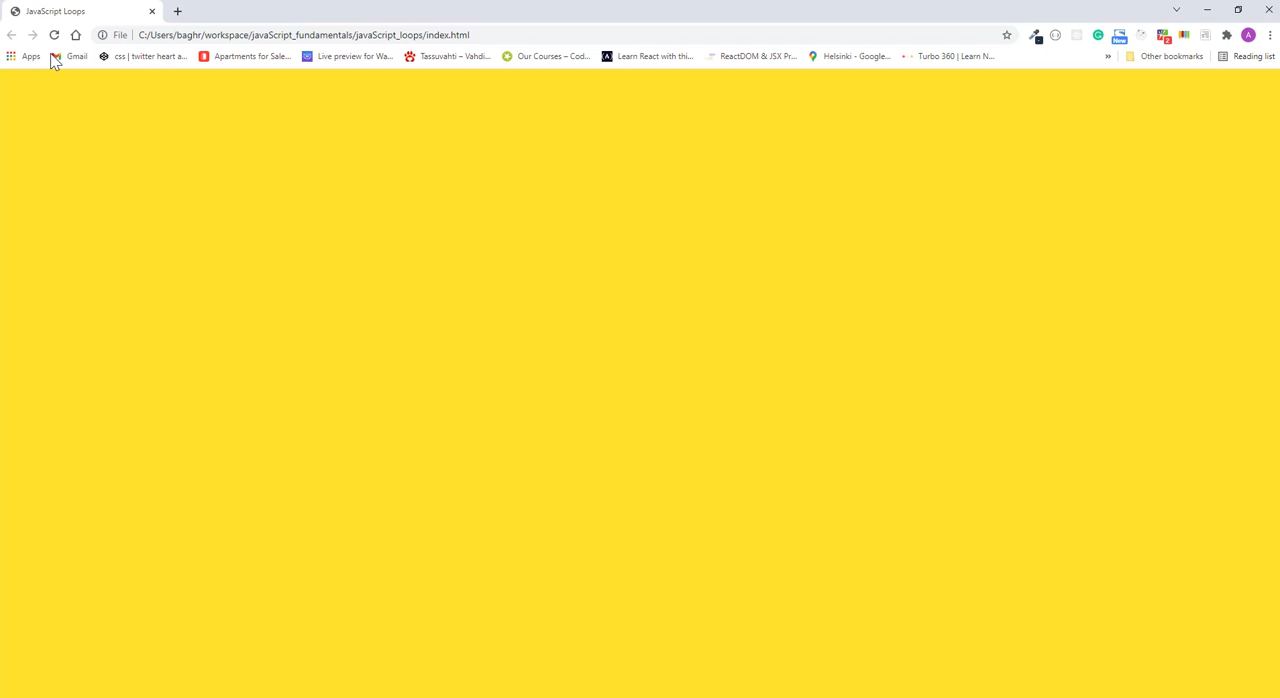 JavaScript Loops
File C:/Users/baghr/workspace/javaScript_fundamentals/javaScript_loops/index.html
New
2
A
Apps Gmail css | twitter heart a... Apartments for Sale... Live preview for Wa... Tassuvahti – Vahdi... Our Courses – Cod... Learn React with thi... ReactDOM & JSX Pr... Helsinki - Google... Turbo 360 | Learn N... » Other bookmarks Reading list